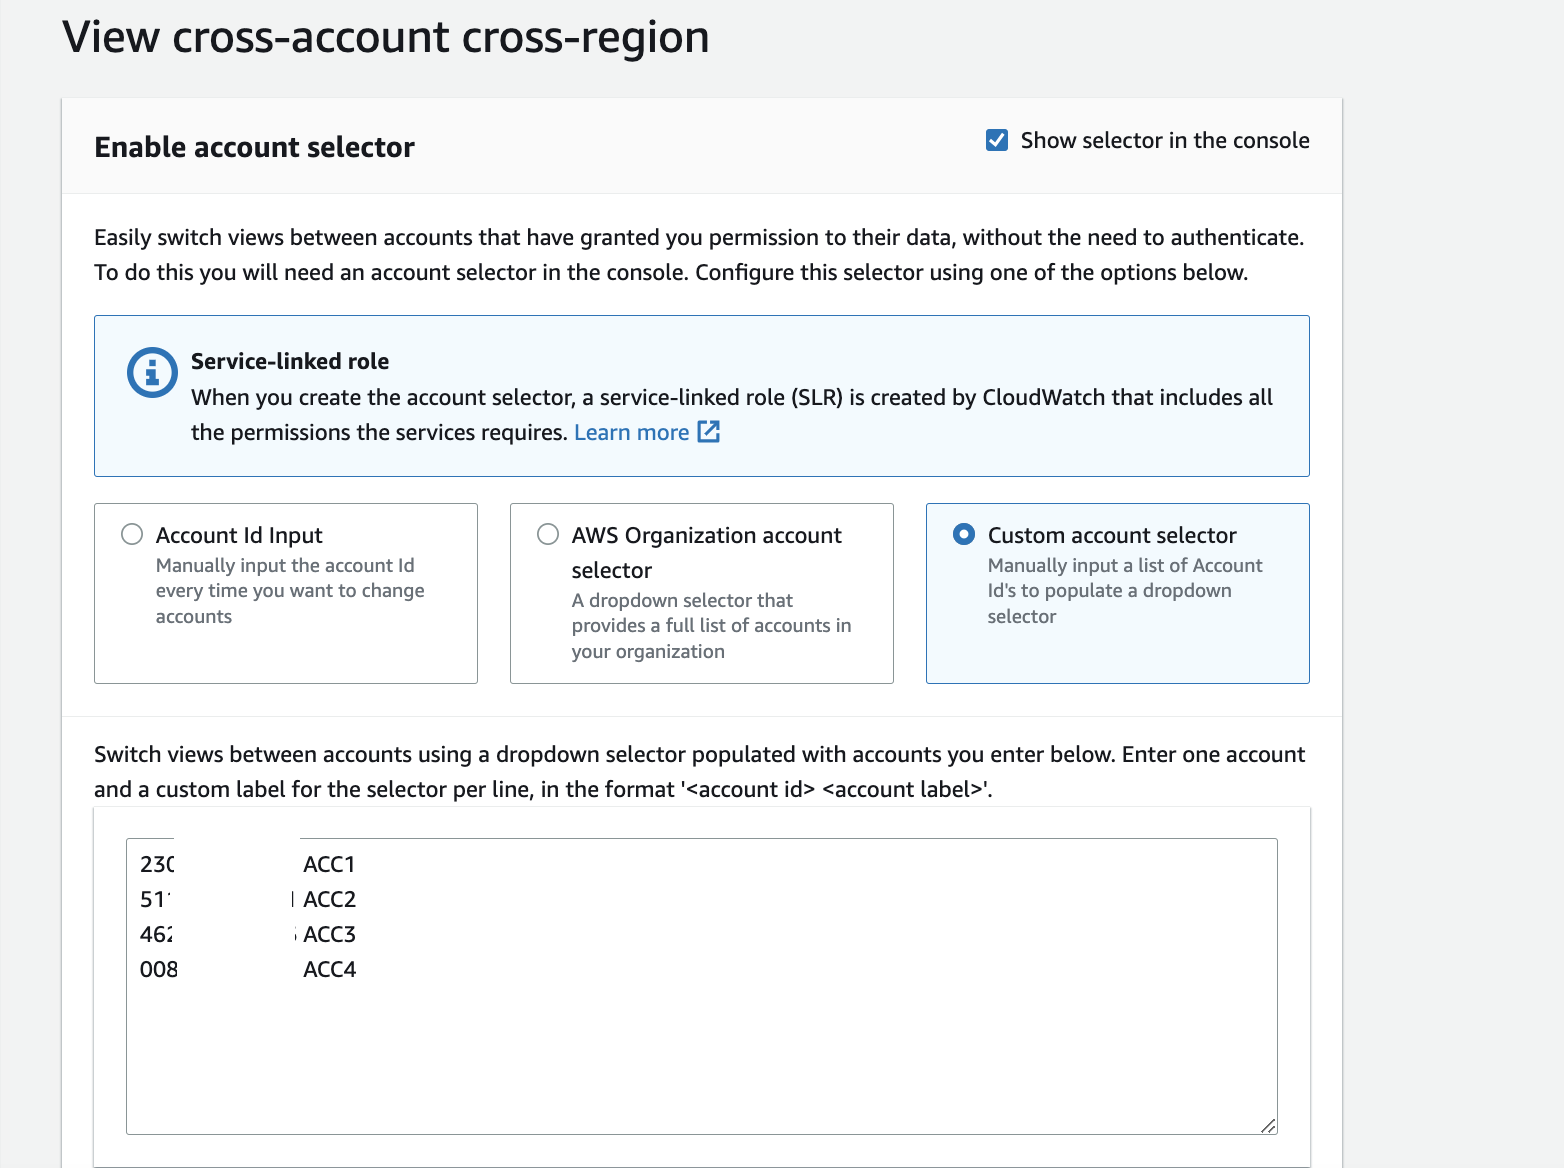 View cross-account cross-region
Enable account selector
Show selector in the console
Easily switch views between accounts that have granted you permission to their data, without the need to authenticate.
To do this you will need an account selector in the console. Configure this selector using one of the options below.
Service-linked role
When you create the account selector, a service-linked role (SLR) is created by CloudWatch that includes all
the permissions the services requires. Learn more
Account Id Input
Manually input the account Id
every time you want to change
accounts
AWS Organization account
selector
A dropdown selector that
provides a full list of accounts in
your organization
Custom account selector
Manually input a list of Account
Id's to populate a dropdown
selector
Switch views between accounts using a dropdown selector populated with accounts you enter below. Enter one account
and a custom label for the selector per line, in the format '<account id> <account label>'.
230 ACC1
511 ACC2
462 ACC3
008 ACC4